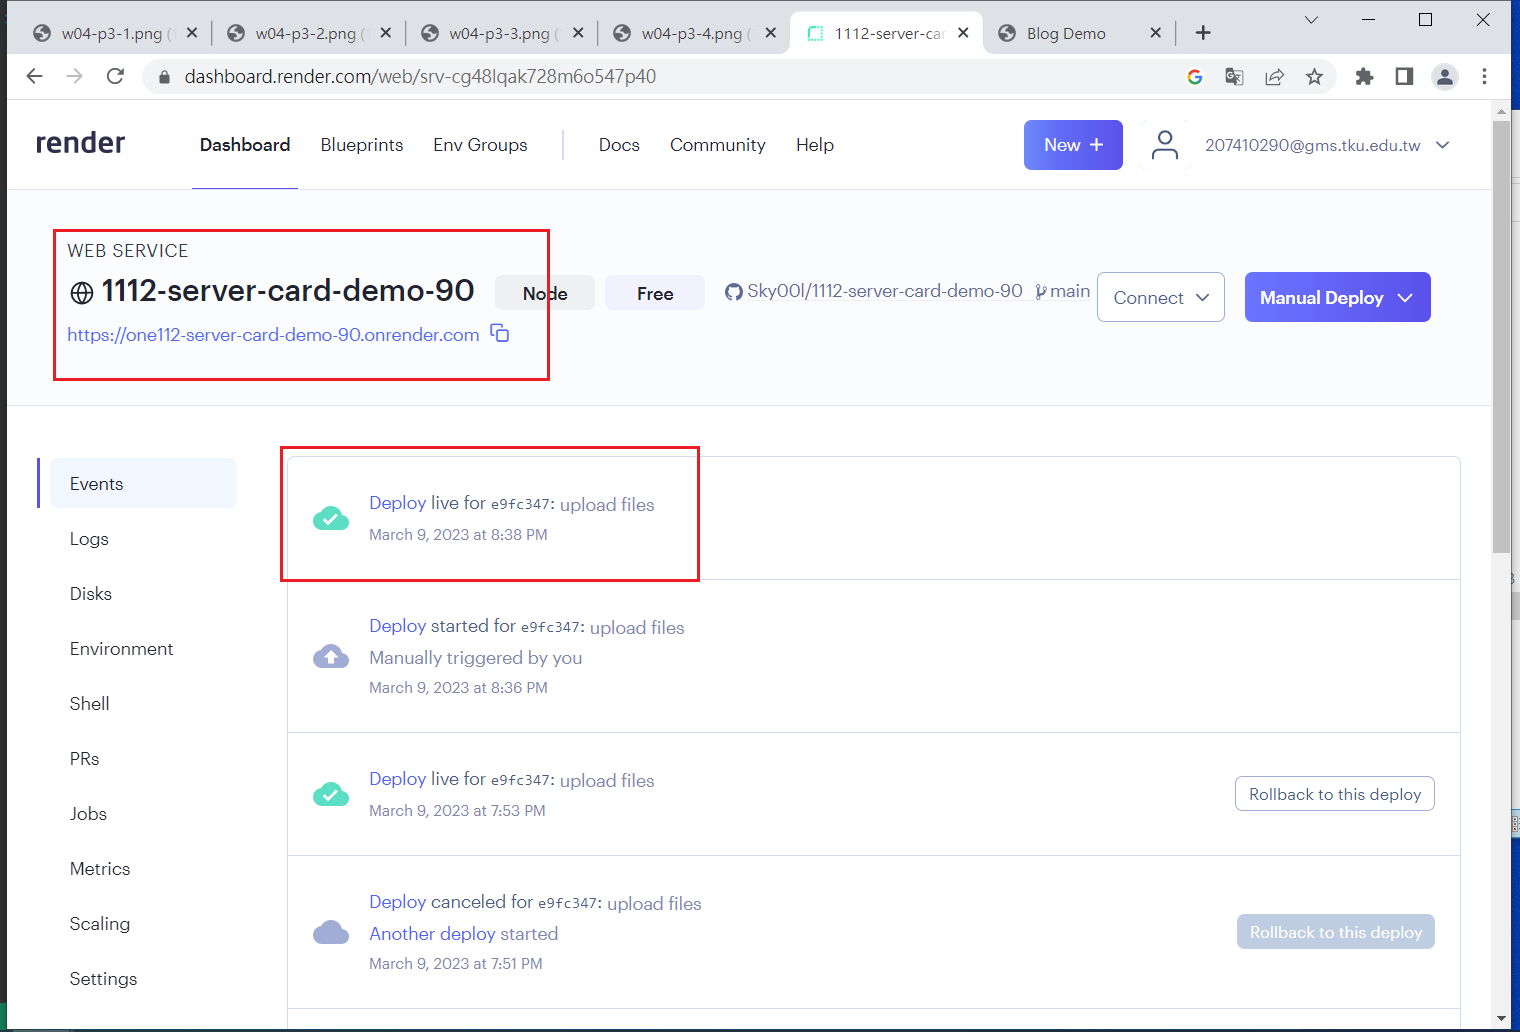 w04-p3-1.png (
w04-p3-2.png (
w04-p3-3.png (
w04-p3-4.png (
1112-server-car
Blog Demo
dashboard.render.com/web/srv-cg48lqak728m6o547p40
render
Dashboard
Blueprints
Env Groups
Docs
Community
Help
New +
207410290@gms.tku.edu.tw
WEB SERVICE
1112-server-card-demo-90
Node
Free
Sky00l/1112-server-card-demo-90
main
Connect
Manual Deploy
https://one112-server-card-demo-90.onrender.com
Events
Logs
Disks
Environment
Shell
PRs
Jobs
Metrics
Scaling
Settings
Deploy live for e9fc347: upload files
March 9, 2023 at 8:38 PM
Deploy started for e9fc347: upload files
Manually triggered by you
March 9, 2023 at 8:36 PM
Deploy live for e9fc347: upload files
March 9, 2023 at 7:53 PM
Rollback to this deploy
Deploy canceled for e9fc347: upload files
Another deploy started
March 9, 2023 at 7:51 PM
Rollback to this deploy